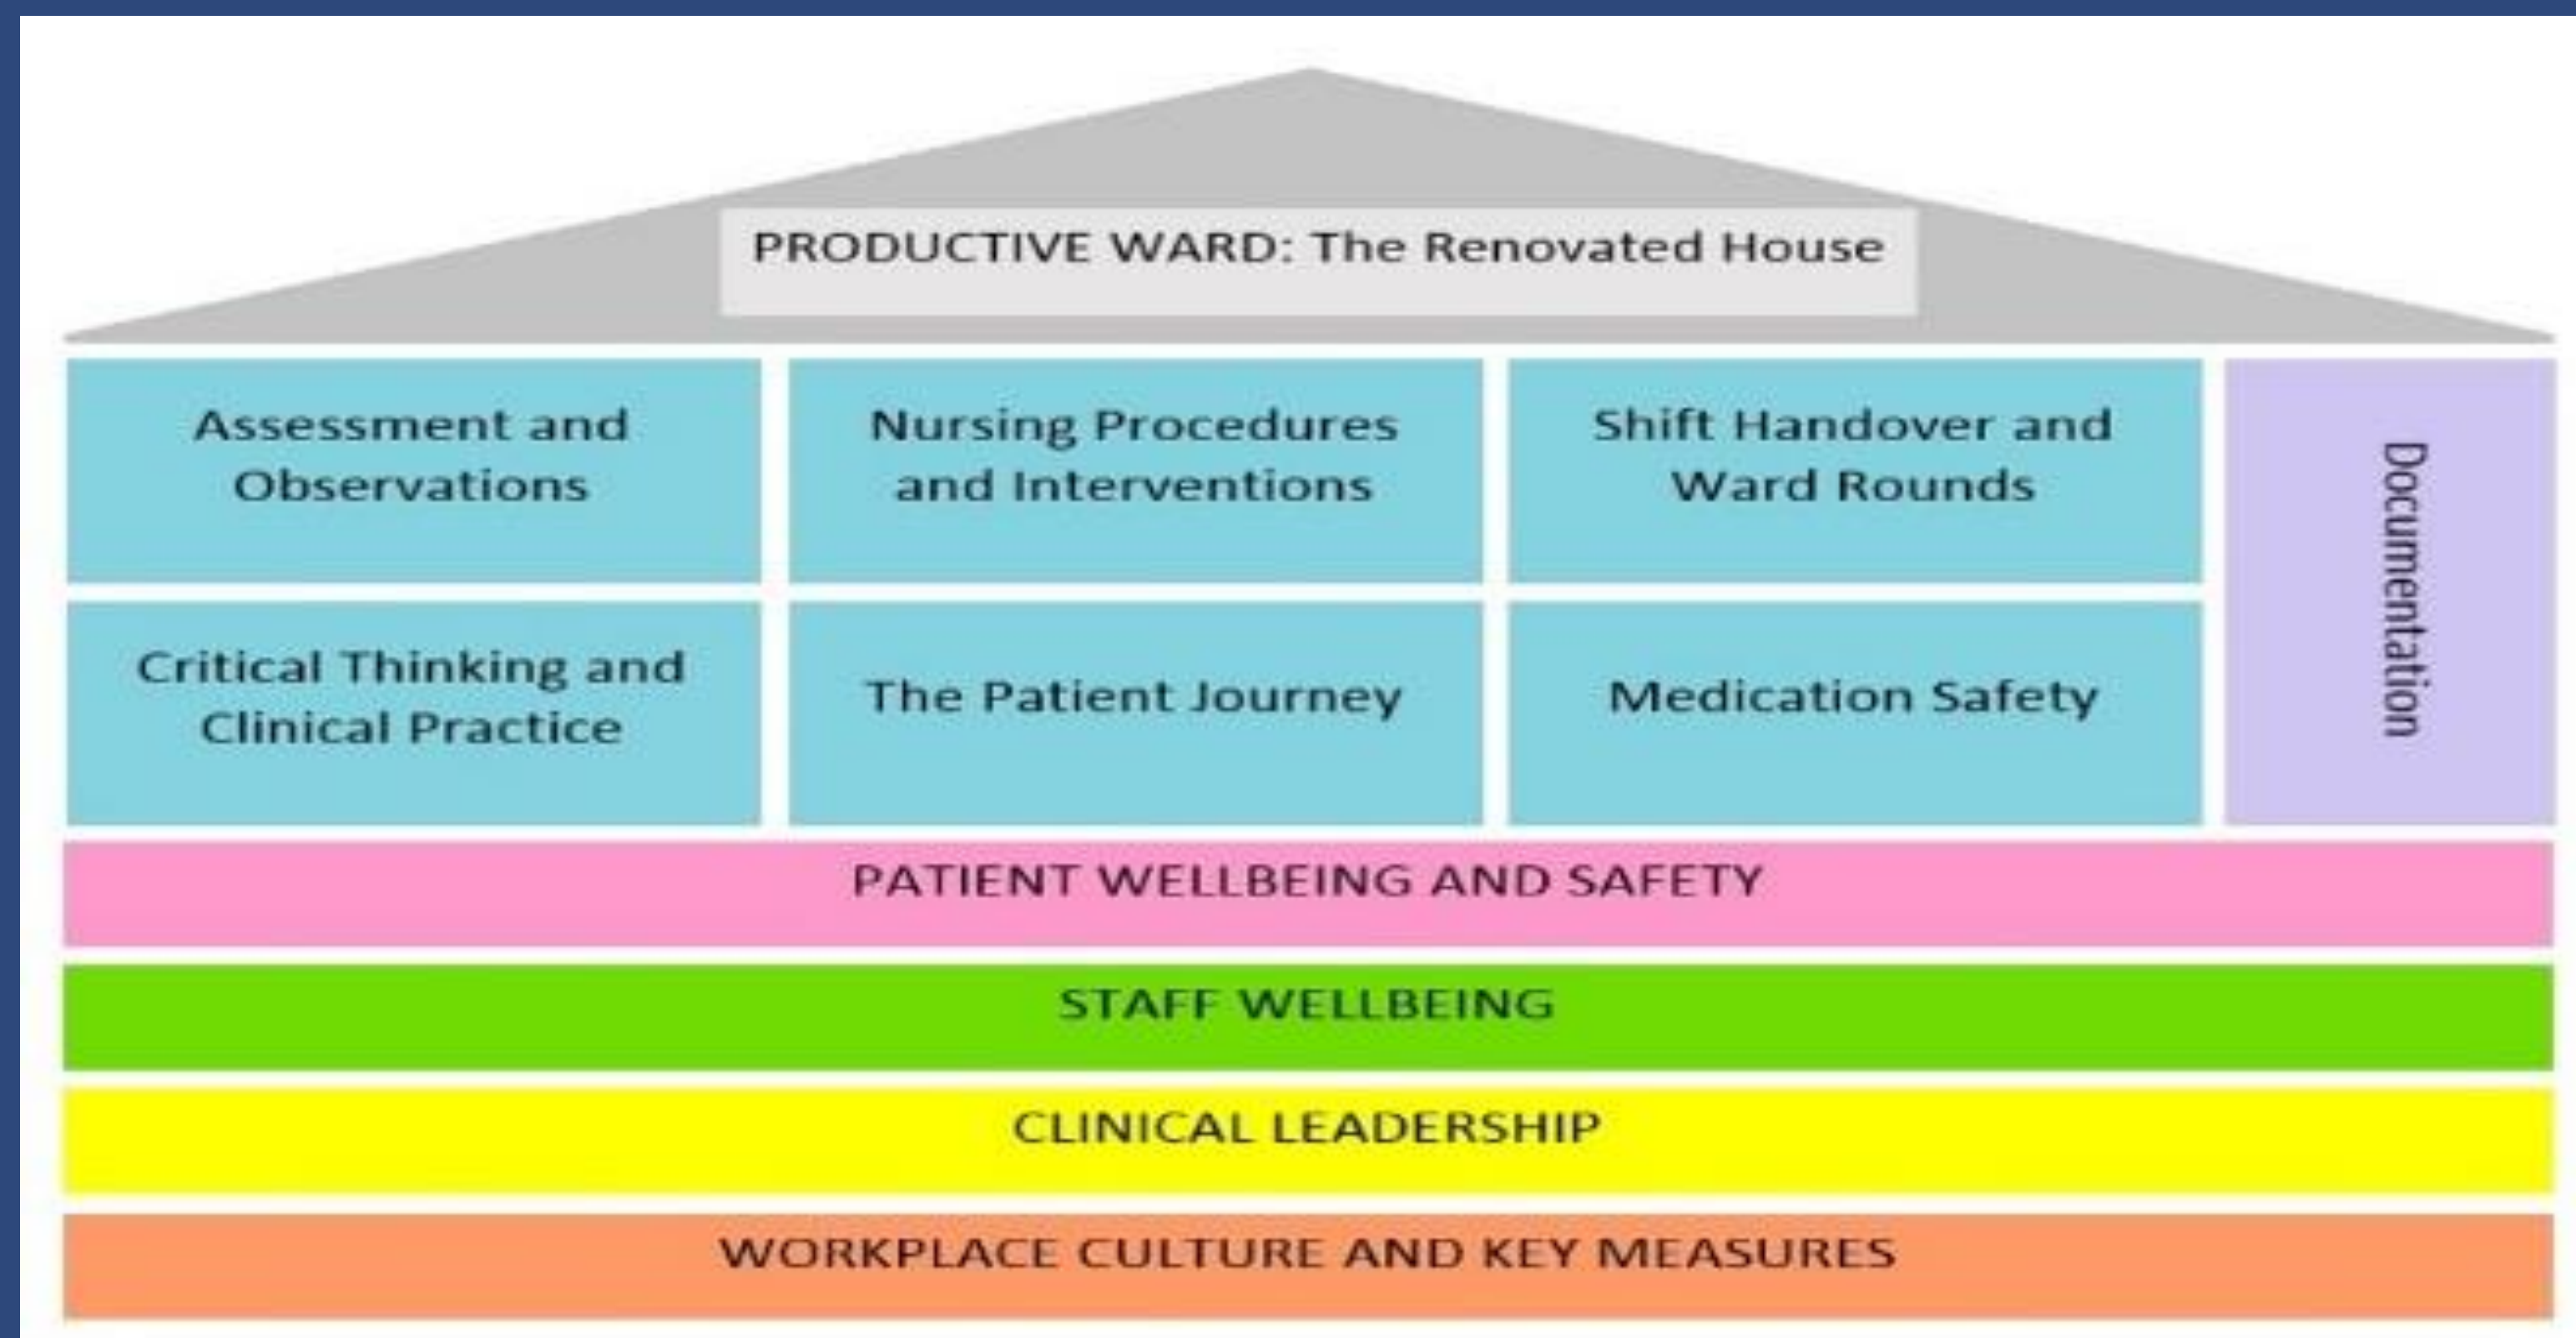 PRODUCTIVE WARD: The Renovated House
Assessment and
Observations
Nursing Procedures
and Interventions
Shift Handover and
Ward Rounds
Documentation
Critical Thinking and
Clinical Practice
The Patient Journey
Medication Safety
PATIENT WELLBEING AND SAFETY
STAFF WELLBEING
CLINICAL LEADERSHIP
WORKPLACE CULTURE AND KEY MEASURES